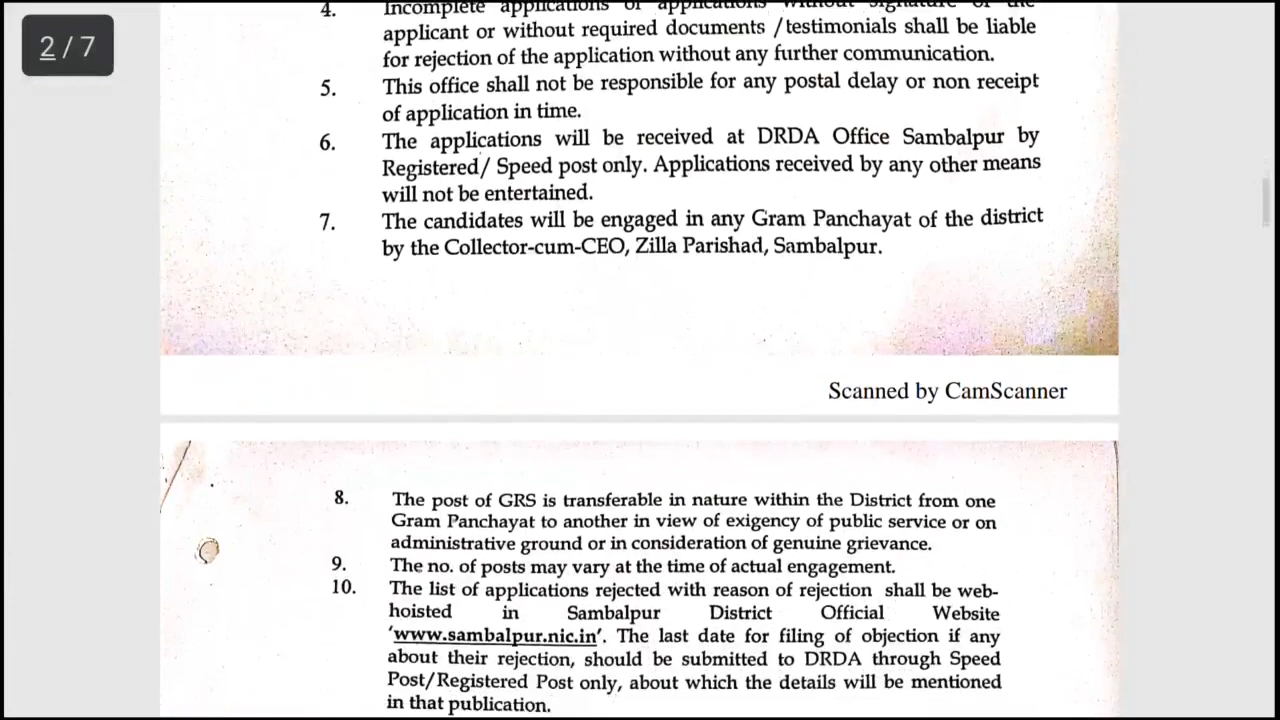 2 / 7
4. Incomplete applications or applications without signature of the
applicant or without required documents /testimonials shall be liable
for rejection of the application without any further communication.
5. This office shall not be responsible for any postal delay or non receipt
of application in time.
6. The applications will be received at DRDA Office Sambalpur by
Registered/ Speed post only. Applications received by any other means
will not be entertained.
7. The candidates will be engaged in any Gram Panchayat of the district
by the Collector-cum-CEO, Zilla Parishad, Sambalpur.
Scanned by CamScanner
8. The post of GRS is transferable in nature within the District from one
Gram Panchayat to another in view of exigency of public service or on
administrative ground or in consideration of genuine grievance.
9. The no. of posts may vary at the time of actual engagement.
10. The list of applications rejected with reason of rejection shall be web-
hoisted in Sambalpur District Official Website
'www.sambalpur.nic.in'. The last date for filing of objection if any
about their rejection, should be submitted to DRDA through Speed
Post/Registered Post only, about which the details will be mentioned
in that publication.